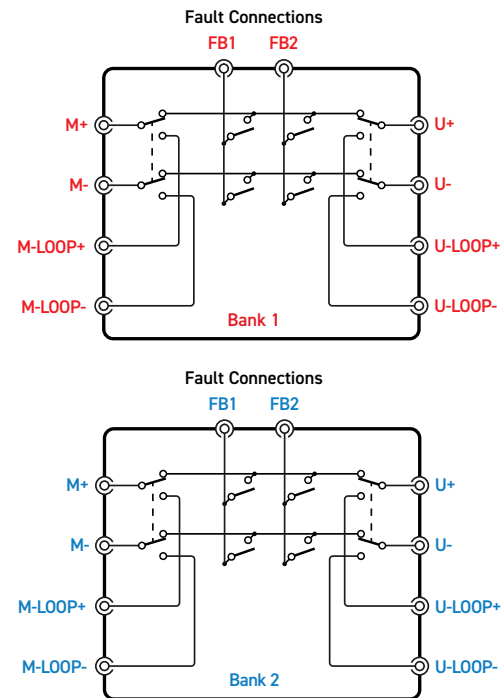 Fault Connections
FB1 FB2
M+ U+
M- U-
M-LOOP+ U-LOOP+
M-LOOP- U-LOOP-
Bank 1
Fault Connections
FB1 FB2
M+ U+
M- U-
M-LOOP+ U-LOOP+
M-LOOP- U-LOOP-
Bank 2